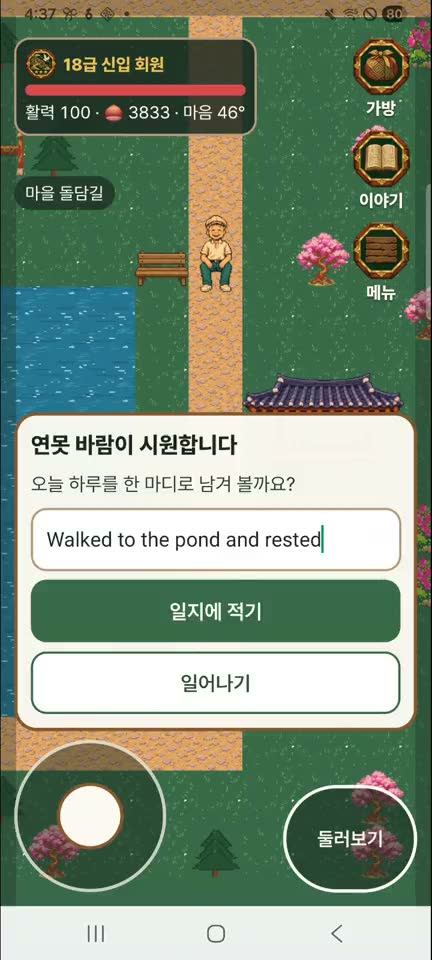 4:37
6
80
18급 신입 회원
활력 100 · 3833 · 마음 46°
가방
마을 돌담길
이야기
메뉴
연못 바람이 시원합니다
오늘 하루를 한 마디로 남겨 볼까요?
Walked to the pond and rested
일지에 적기
일어나기
둘러보기